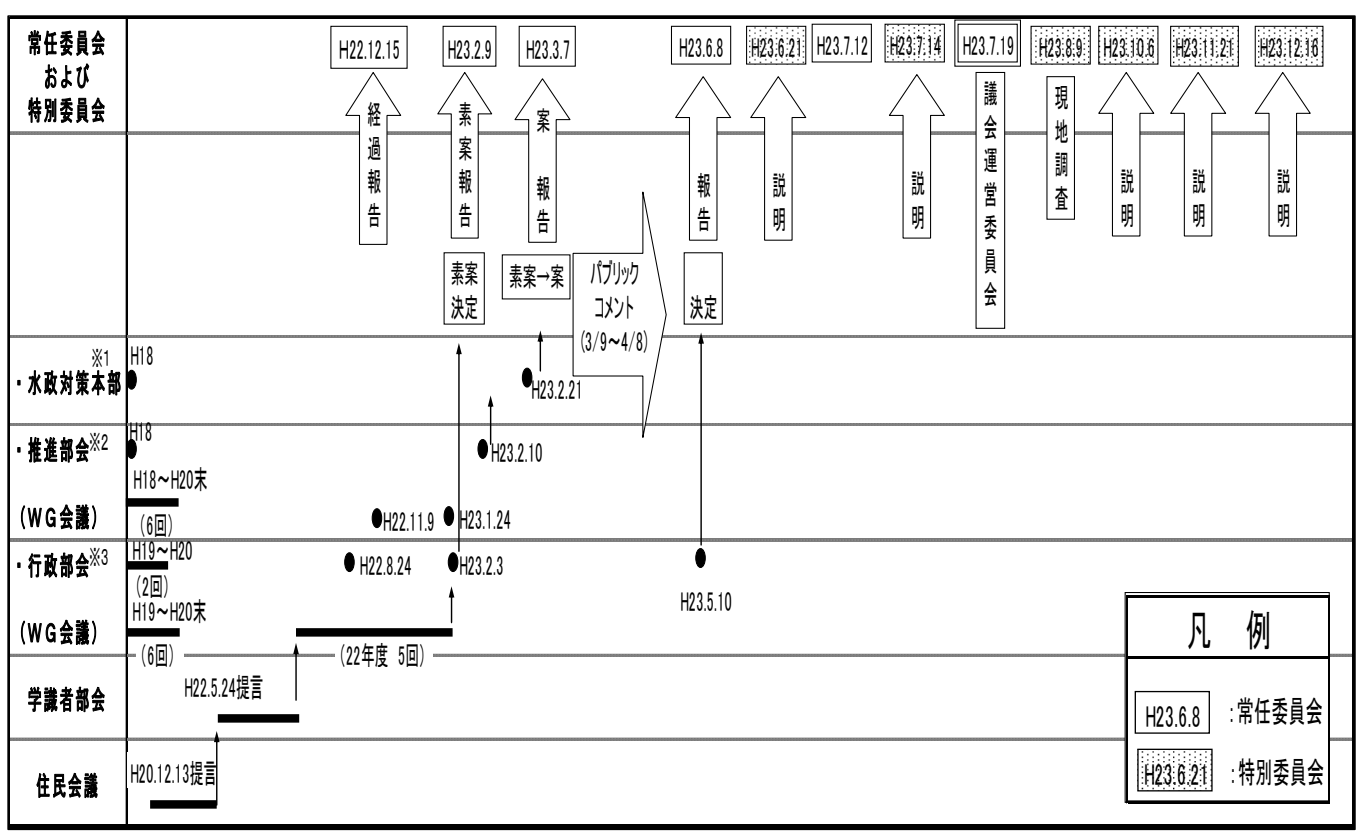 常任委員会
および
特別委員会
H22.12.15
H23.2.9
H23.3.7
H23.6.8
H23.6.21
H23.7.12
H23.7.14
H23.7.19
H23.8.9
H23.10.6
H23.11.21
H23.12.16
経過報告
素案報告
案 報告
報告
説明
説明
議会運営委員会
現地調査
説明
説明
説明
素案
決定
素案→案
パブリック
コメント
(3/9～4/8)
決定
・水政対策本部※1
H18
H23.2.21
・推進部会※2
H18
H23.2.10
H18～H20末
(WG会議)
(6回)
H22.11.9
H23.1.24
・行政部会※3
H19～H20
(2回)
H22.8.24
H23.2.3
H23.5.10
H19～H20末
(WG会議)
(6回)
(22年度 5回)
学識者部会
H22.5.24提言
住民会議
H20.12.13提言
凡 例
H23.6.8 :常任委員会
H23.6.21 :特別委員会